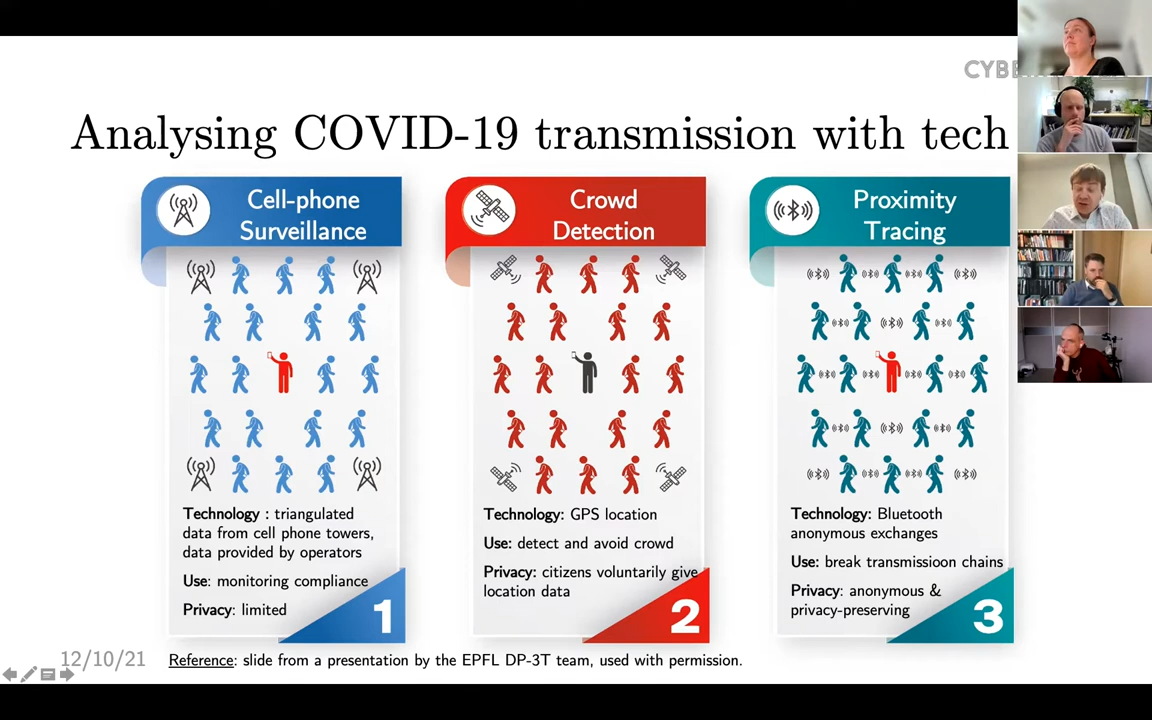 CYBE
Analysing COVID-19 transmission with tech
Cell-phone
Surveillance
Technology : triangulated
data from cell phone towers,
data provided by operators
Use: monitoring compliance
Privacy: limited
1
Crowd
Detection
Technology: GPS location
Use: detect and avoid crowd
Privacy: citizens voluntarily give
location data
2
Proximity
Tracing
Technology: Bluetooth
anonymous exchanges
Use: break transmissioon chains
Privacy: anonymous &
privacy-preserving
3
12/10/21
Reference: slide from a presentation by the EPFL DP-3T team, used with permission.